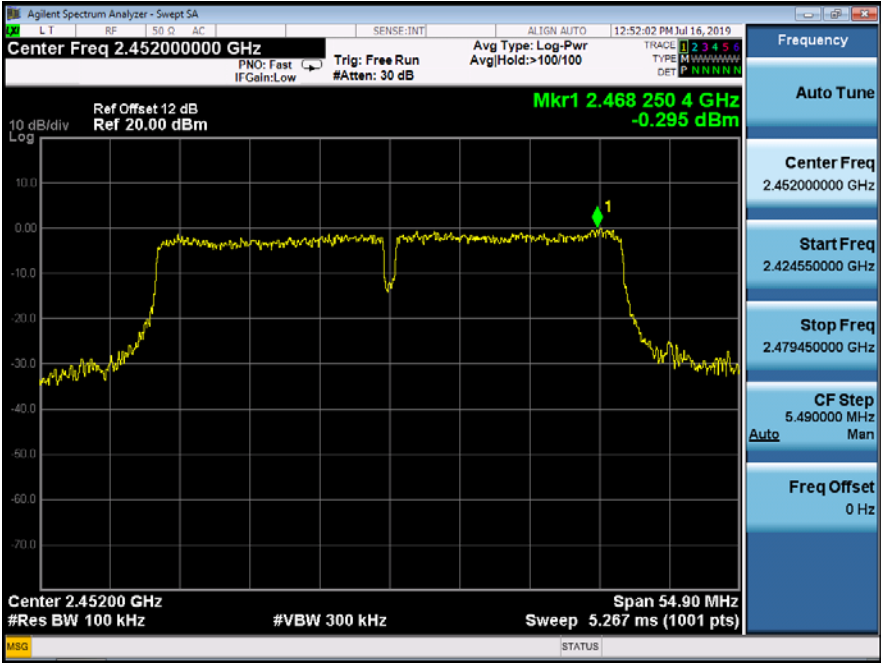 Agilent Spectrum Analyzer - Swept SA
LXI L T RF 50 Ω AC SENSE:INT ALIGN AUTO 12:52:02 PM Jul 16, 2019
Center Freq 2.452000000 GHz
PNO: Fast
IFGain:Low
Trig: Free Run
#Atten: 30 dB
Avg Type: Log-Pwr
Avg|Hold:>100/100
TRACE 1 2 3 4 5 6
TYPE M WWWWW
DET P N N N N N
Ref Offset 12 dB
Ref 20.00 dBm
10 dB/div
Log
Mkr1 2.468 250 4 GHz
-0.295 dBm
10.0
0.00
-10.0
-20.0
-30.0
-40.0
-50.0
-60.0
-70.0
1
Center 2.45200 GHz
Span 54.90 MHz
#Res BW 100 kHz
#VBW 300 kHz
Sweep 5.267 ms (1001 pts)
MSG
STATUS
Frequency
Auto Tune
Center Freq
2.452000000 GHz
Start Freq
2.424550000 GHz
Stop Freq
2.479450000 GHz
CF Step
5.490000 MHz
Auto Man
Freq Offset
0 Hz